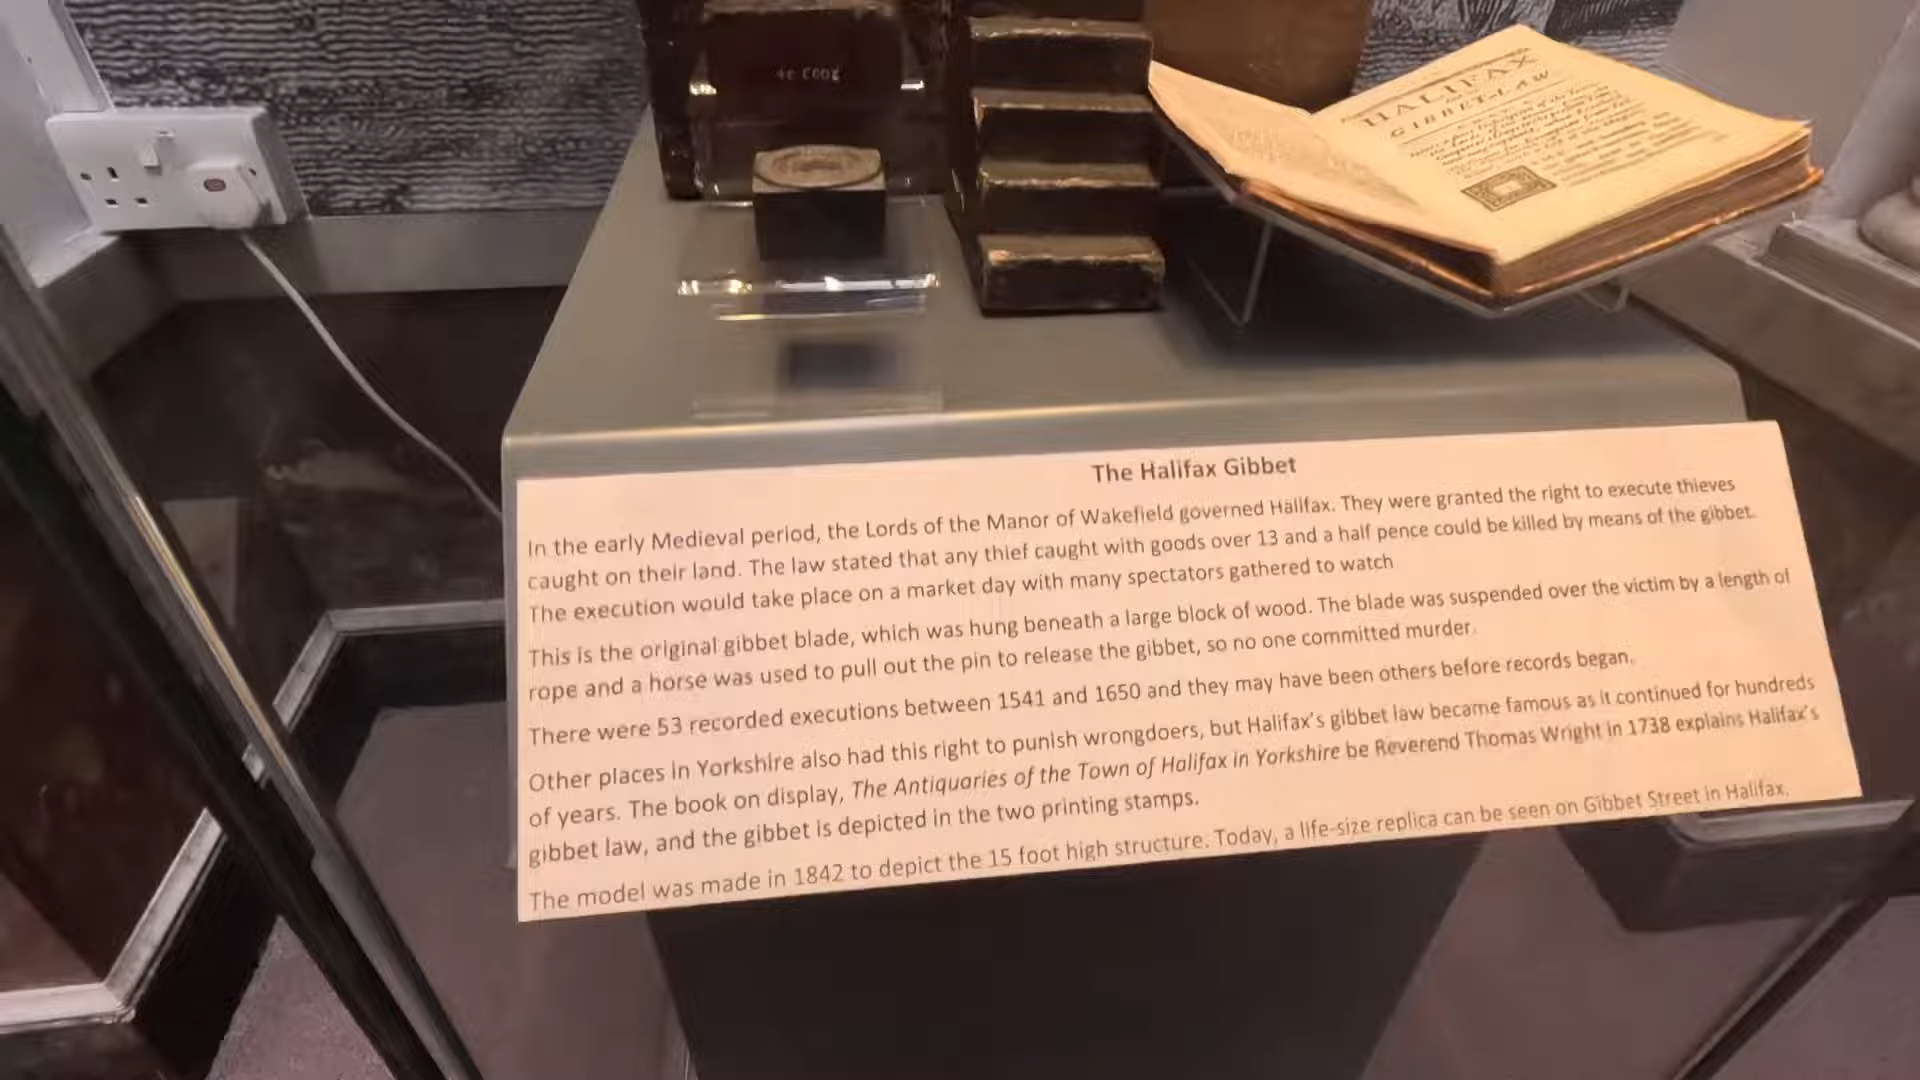 HALIFAX
GIBBET-LAW
The Halifax Gibbet
In the early Medieval period, the Lords of the Manor of Wakefield governed Halifax. They were granted the right to execute thieves
caught on their land. The law stated that any thief caught with goods over 13 and a half pence could be killed by means of the gibbet.
The execution would take place on a market day with many spectators gathered to watch
This is the original gibbet blade, which was hung beneath a large block of wood. The blade was suspended over the victim by a length of
rope and a horse was used to pull out the pin to release the gibbet, so no one committed murder.
There were 53 recorded executions between 1541 and 1650 and they may have been others before records began.
Other places in Yorkshire also had this right to punish wrongdoers, but Halifax's gibbet law became famous as it continued for hundreds
of years. The book on display, The Antiquaries of the Town of Halifax in Yorkshire be Reverend Thomas Wright in 1738 explains Halifax's
gibbet law, and the gibbet is depicted in the two printing stamps.
The model was made in 1842 to depict the 15 foot high structure. Today, a life-size replica can be seen on Gibbet Street in Halifax.